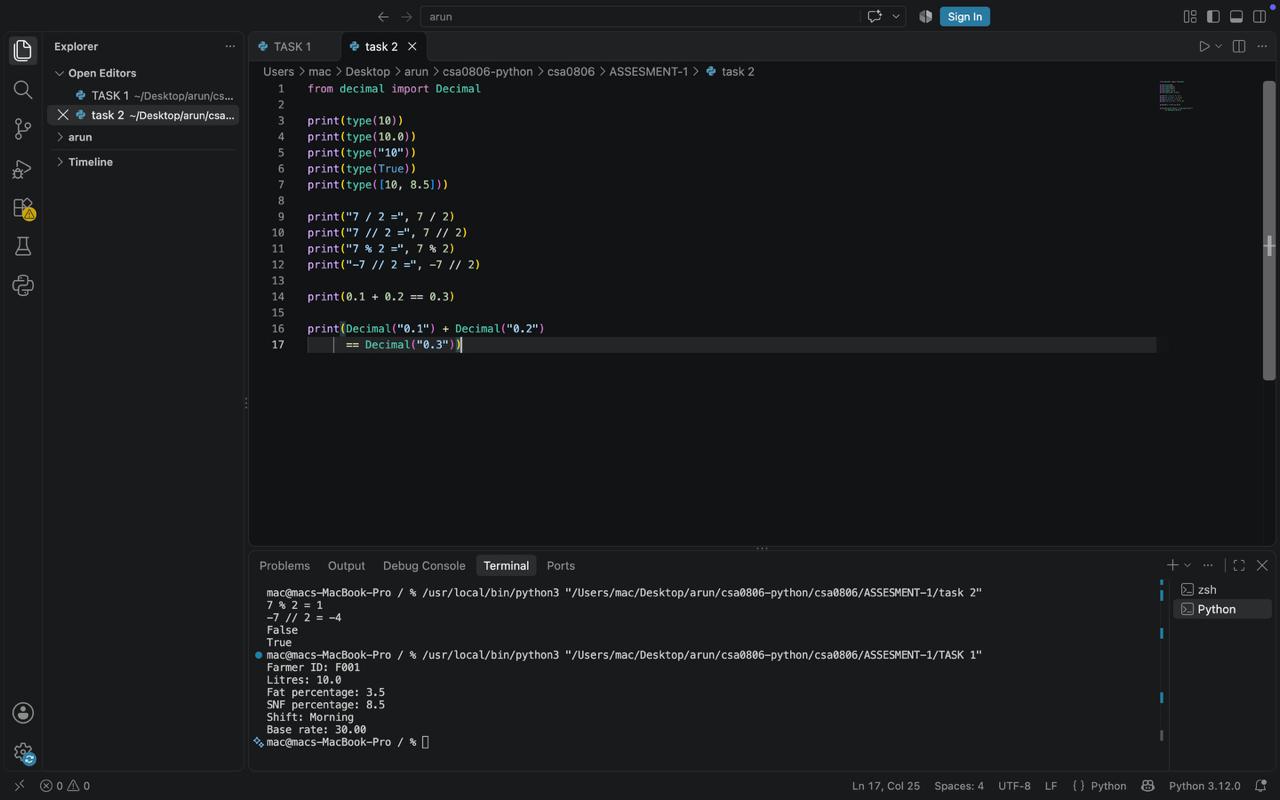 arun
Sign In
Explorer
Open Editors
TASK 1 ~/Desktop/arun/cs...
task 2 ~/Desktop/arun/csa...
arun
Timeline
TASK 1
task 2
Users > mac > Desktop > arun > csa0806-python > csa0806 > ASSESMENT-1 > task 2
1 from decimal import Decimal
2
3 print(type(10))
4 print(type(10.0))
5 print(type("10"))
6 print(type(True))
7 print(type([10, 8.5]))
8
9 print("7 / 2 =", 7 / 2)
10 print("7 // 2 =", 7 // 2)
11 print("7 % 2 =", 7 % 2)
12 print("-7 // 2 =", -7 // 2)
13
14 print(0.1 + 0.2 == 0.3)
15
16 print(Decimal("0.1") + Decimal("0.2")
17 == Decimal("0.3"))
Problems Output Debug Console Terminal Ports
mac@macs-MacBook-Pro / % /usr/local/bin/python3 "/Users/mac/Desktop/arun/csa0806-python/csa0806/ASSESMENT-1/task 2"
7 % 2 = 1
-7 // 2 = -4
False
True
mac@macs-MacBook-Pro / % /usr/local/bin/python3 "/Users/mac/Desktop/arun/csa0806-python/csa0806/ASSESMENT-1/TASK 1"
Farmer ID: F001
Litres: 10.0
Fat percentage: 3.5
SNF percentage: 8.5
Shift: Morning
Base rate: 30.00
mac@macs-MacBook-Pro / %
zsh
Python
0 0
Ln 17, Col 25 Spaces: 4 UTF-8 LF { } Python Python 3.12.0